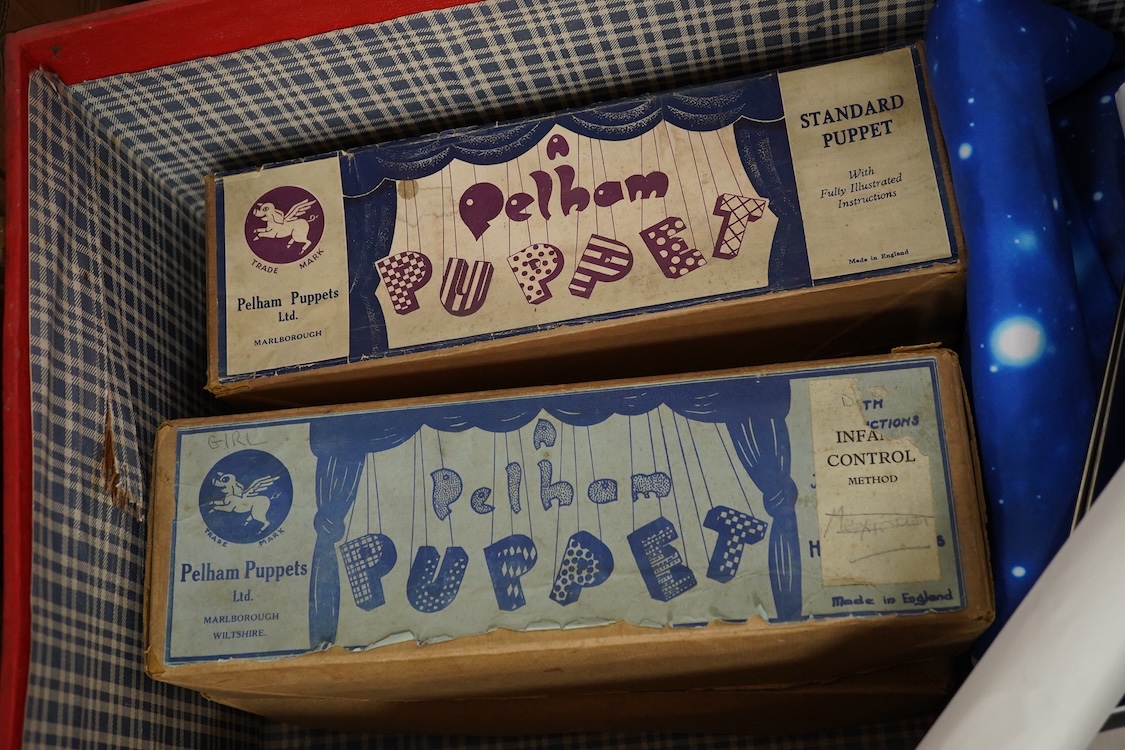 A
Pelham
PUPPET
TRADE MARK
Pelham Puppets
Ltd.
MARLBOROUGH
STANDARD
PUPPET
With
Fully Illustrated
Instructions
Made in England
GIRL
A
Pelham
PUPPET
TRADE MARK
Pelham Puppets
Ltd.
MARLBOROUGH
WILTSHIRE.
CONTROL
METHOD
Made in England